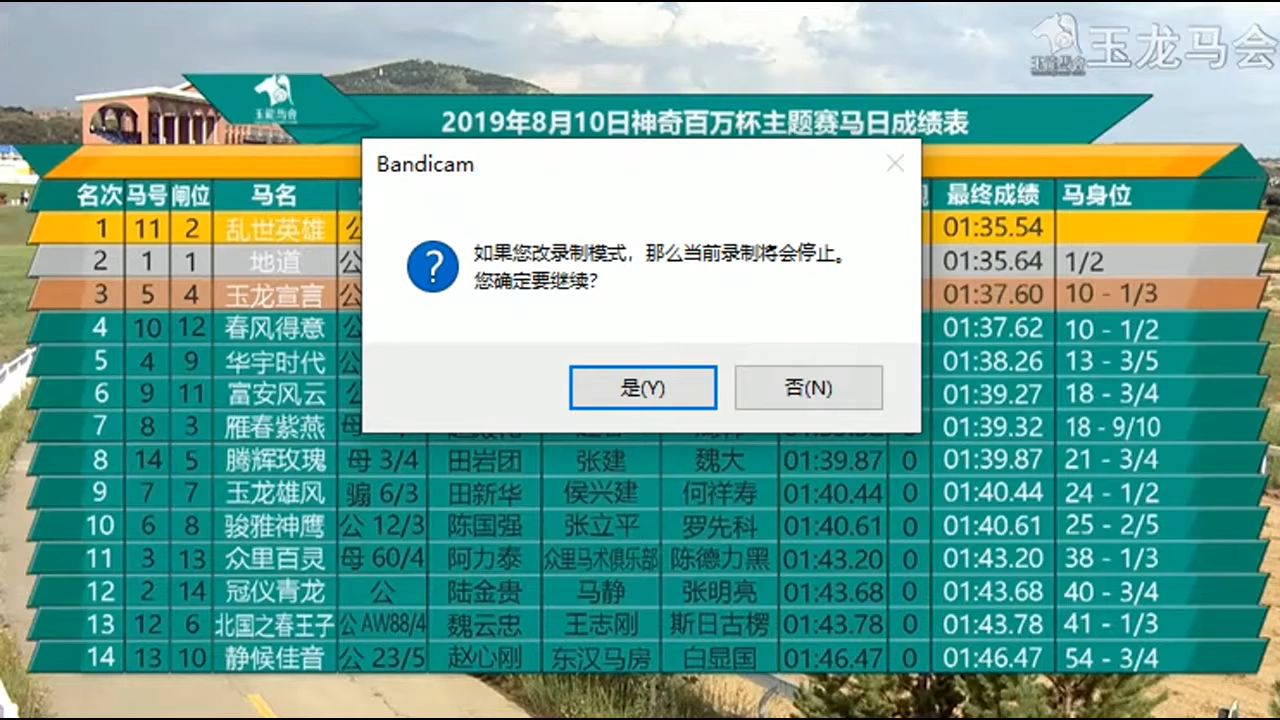 玉龙马会
玉龙马会
2019年8月10日神奇百万杯主题赛马日成绩表
Bandicam
如果您改录制模式，那么当前录制将会停止。
您确定要继续?
是(Y) 否(N)
名次 马号 闸位 马名 最终成绩 马身位
1 11 2 乱世英雄 公 01:35.54
2 1 1 地道 公 01:35.64 1/2
3 5 4 玉龙宣言 公 01:37.60 10 - 1/3
4 10 12 春风得意 公 01:37.62 10 - 1/2
5 4 9 华宇时代 公 01:38.26 13 - 3/5
6 9 11 富安风云 公 01:39.27 18 - 3/4
7 8 3 雁春紫燕 母 01:39.32 18 - 9/10
8 14 5 腾辉玫瑰 母 3/4 田岩团 张建 魏大 01:39.87 0 01:39.87 21 - 3/4
9 7 7 玉龙雄风 骟 6/3 田新华 侯兴建 何祥寿 01:40.44 0 01:40.44 24 - 1/2
10 6 8 骏雅神鹰 公 12/3 陈国强 张立平 罗先科 01:40.61 0 01:40.61 25 - 2/5
11 3 13 众里百灵 母 60/4 阿力泰 众里马术俱乐部 陈德力黑 01:43.20 0 01:43.20 38 - 1/3
12 2 14 冠仪青龙 公 陆金贵 马静 张明亮 01:43.68 0 01:43.68 40 - 3/4
13 12 6 北国之春王子 公 AW88/4 魏云忠 王志刚 斯日古楞 01:43.78 0 01:43.78 41 - 1/3
14 13 10 静候佳音 公 23/5 赵心刚 东汉马房 白显国 01:46.47 0 01:46.47 54 - 3/4